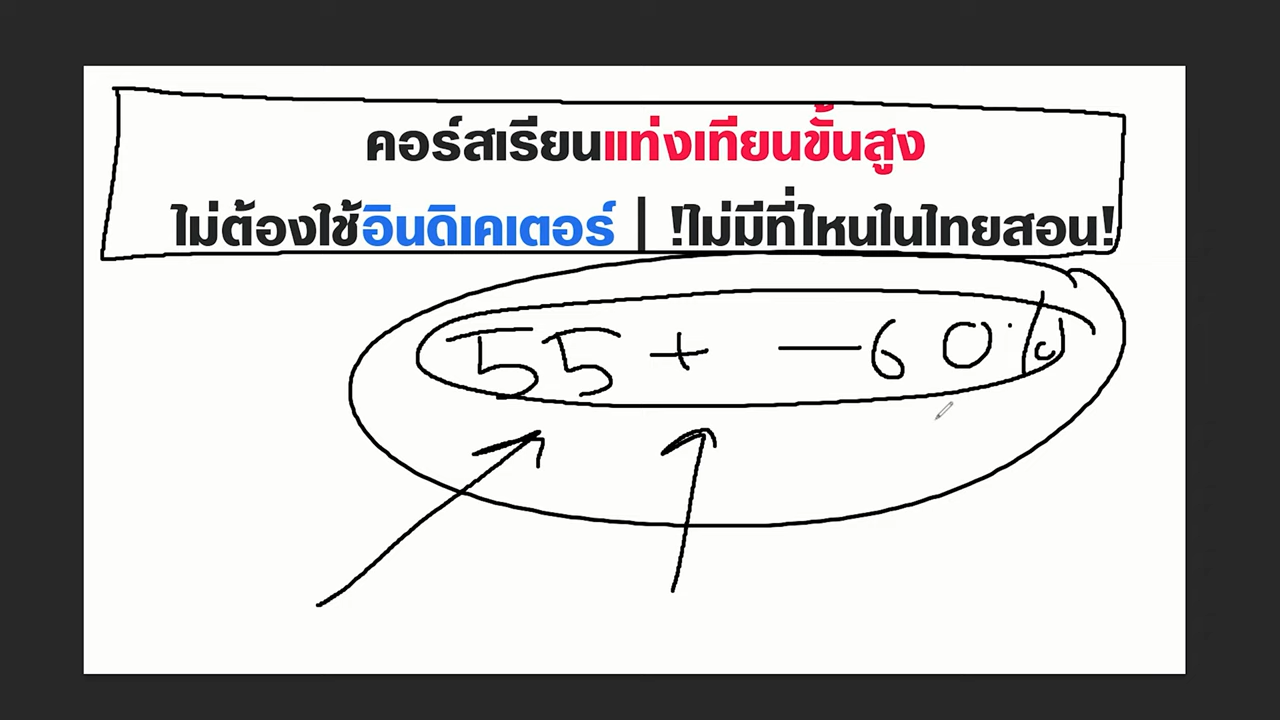 คอร์สเรียนแท่งเทียนขั้นสูง
ไม่ต้องใช้อินดิเคเตอร์ | !ไม่มีที่ไหนในไทยสอน!
55+ - 60%